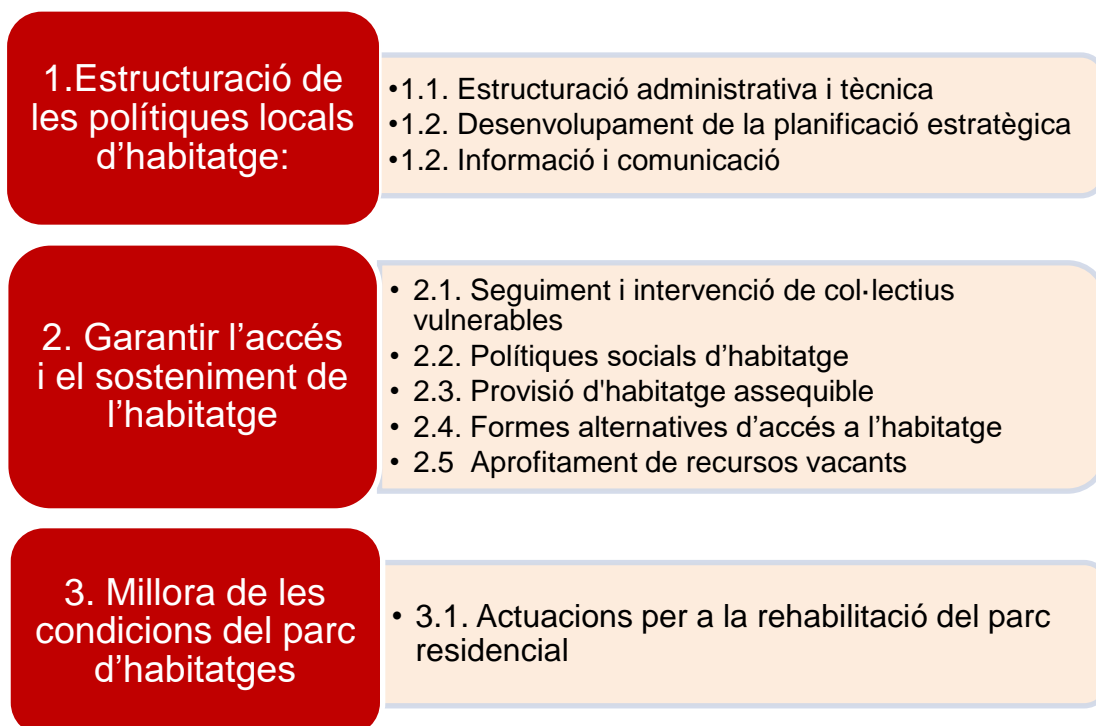 1.Estructuració de
les polítiques locals
d’habitatge:
•1.1. Estructuració administrativa i tècnica
•1.2. Desenvolupament de la planificació estratègica
•1.2. Informació i comunicació
2. Garantir l’accés
i el sosteniment de
l’habitatge
• 2.1. Seguiment i intervenció de col·lectius
vulnerables
• 2.2. Polítiques socials d’habitatge
• 2.3. Provisió d'habitatge assequible
• 2.4. Formes alternatives d’accés a l’habitatge
• 2.5 Aprofitament de recursos vacants
3. Millora de les
condicions del parc
d’habitatges
• 3.1. Actuacions per a la rehabilitació del parc
residencial